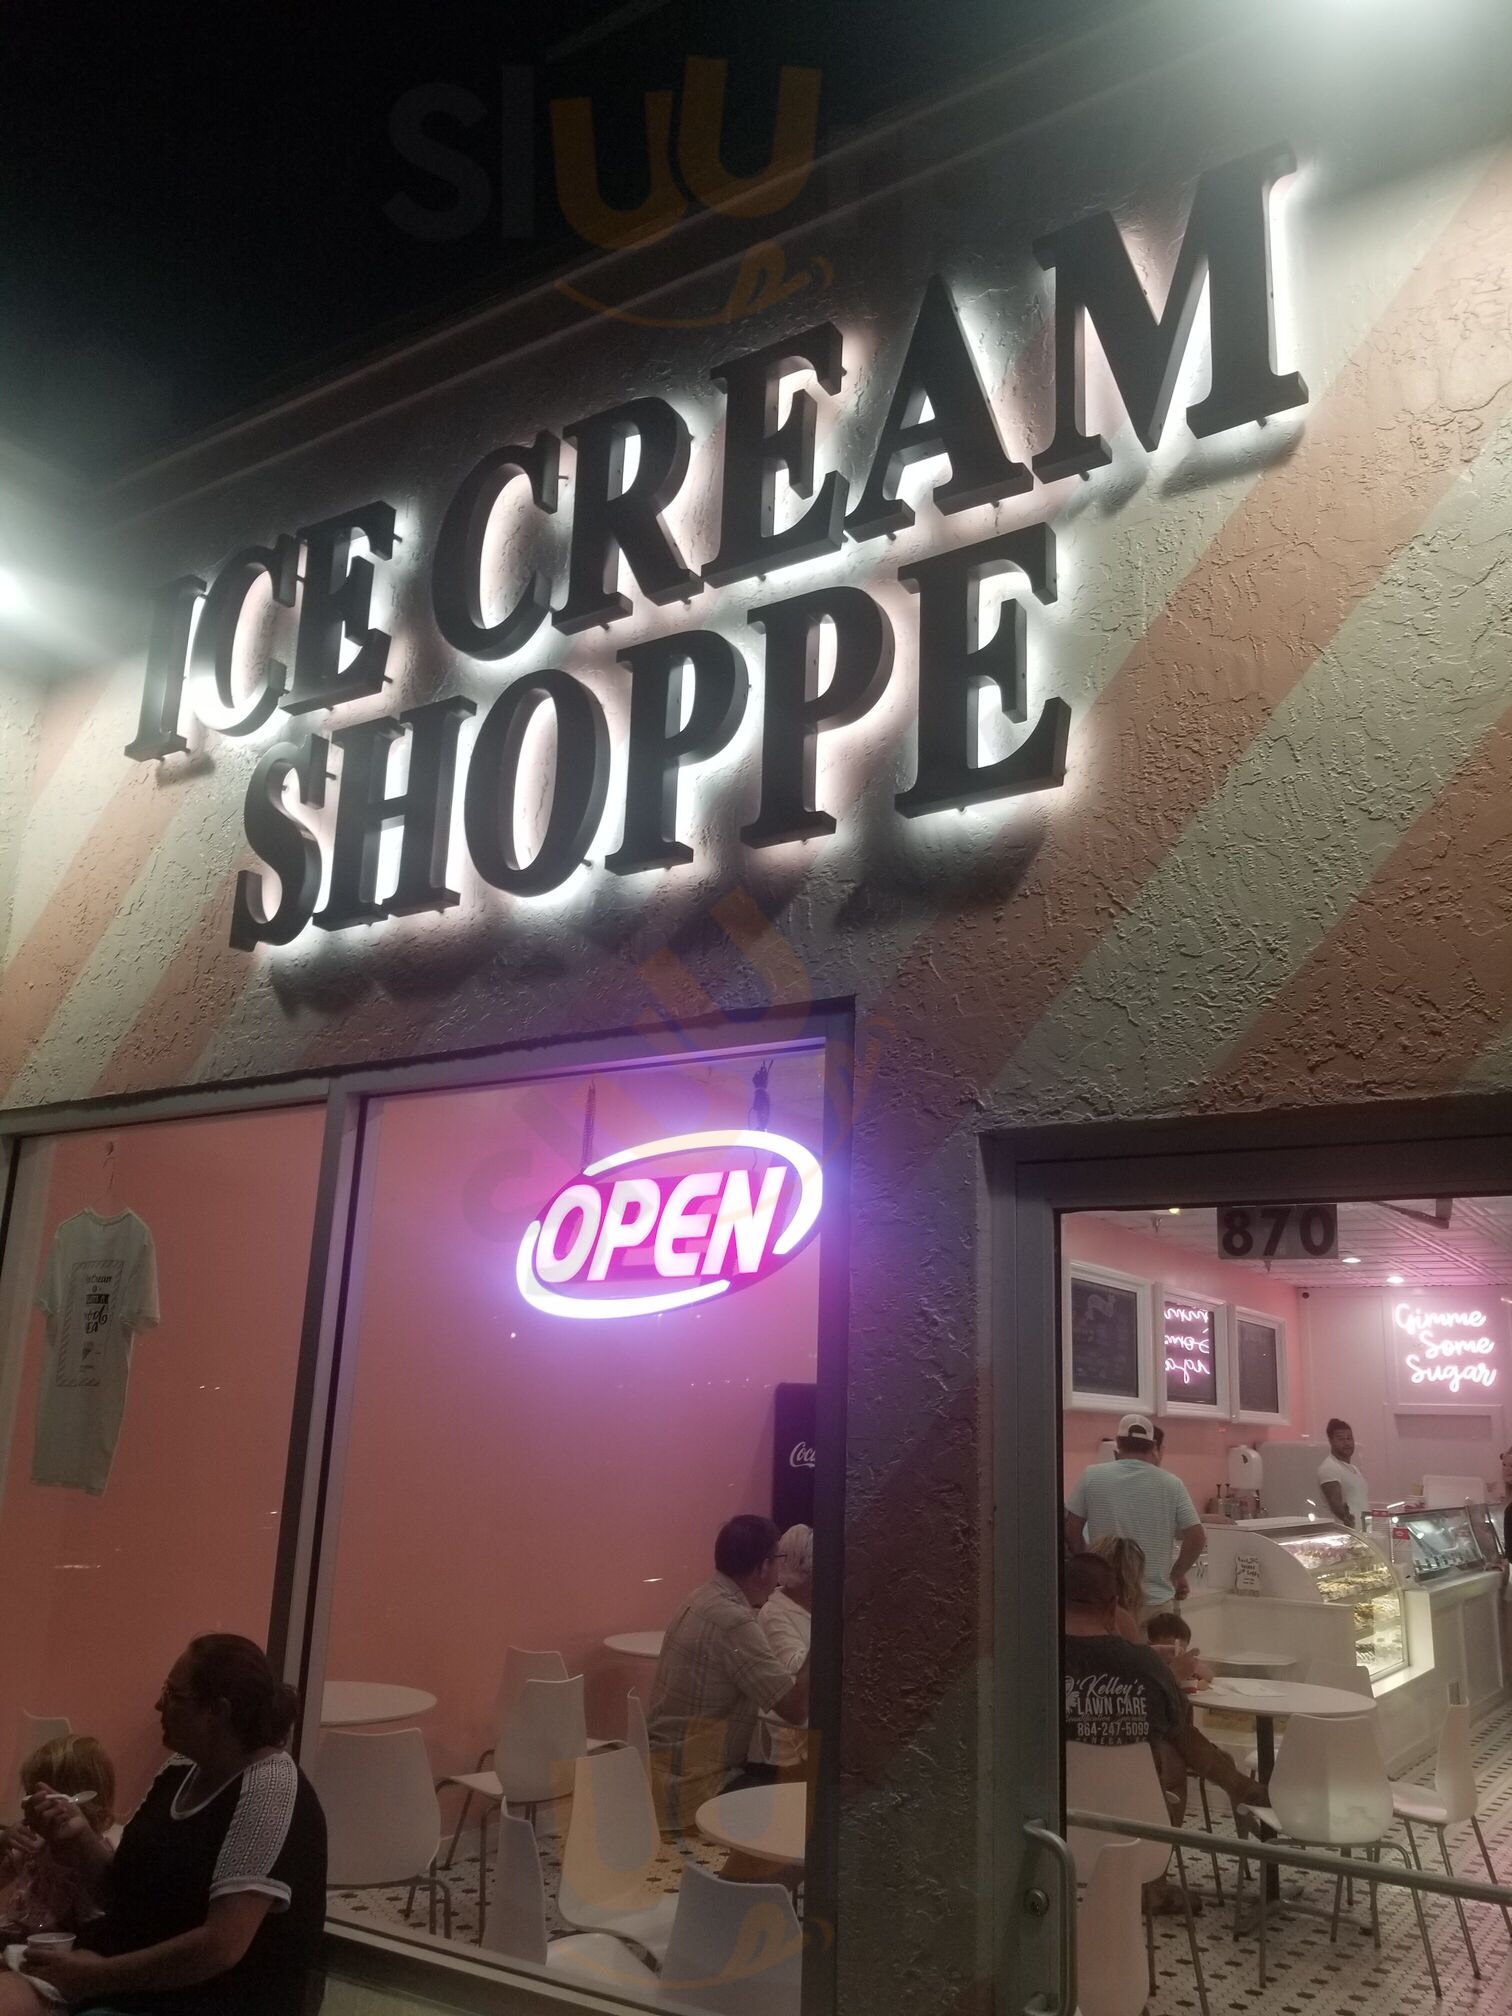 ICE CREAM
SHOPPE
OPEN
870
Gimme
Some
Sugar
Kelley's
LAWN CARE
864-247-5099